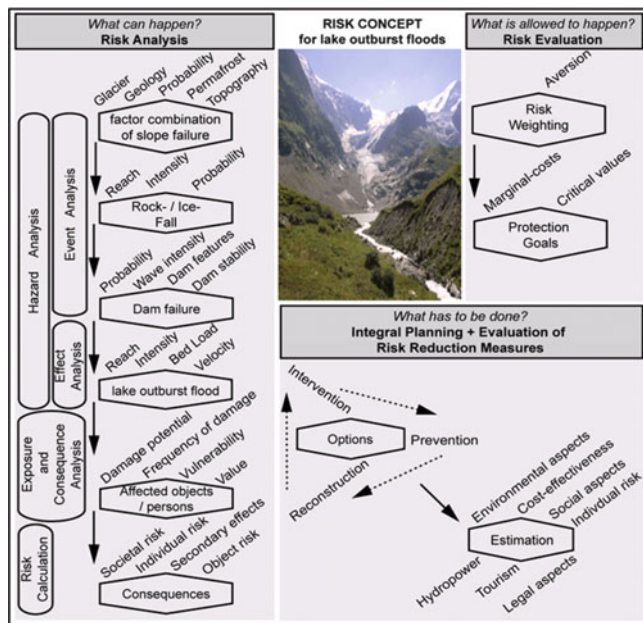 What can happen?
Risk Analysis
Glacier
Geology
Probability
Permafrost
Topography
factor combination
of slope failure
Reach
Intensity
Probability
Rock- / Ice-
Fall
Probability
Wave intensity
Dam features
Dam stability
Dam failure
Reach
Intensity
Bed Load
Velocity
lake outburst flood
Damage potential
Frequency of damage
Vulnerability
Value
Affected objects
/ persons
Societal risk
Individual risk
Secondary effects
Object risk
Consequences
Hazard Analysis
Event Analysis
Effect
Analysis
Exposure
and
Consequence
Analysis
Risk
Calculation
RISK CONCEPT
for lake outburst floods
What is allowed to happen?
Risk Evaluation
Aversion
Risk
Weighting
Marginal-costs
Critical values
Protection
Goals
What has to be done?
Integral Planning + Evaluation of
Risk Reduction Measures
Intervention
Options
Prevention
Reconstruction
Environmental aspects
Cost-effectiveness
Social aspects
Indivdual risk
Estimation
Hydropower
Tourism
Legal aspects